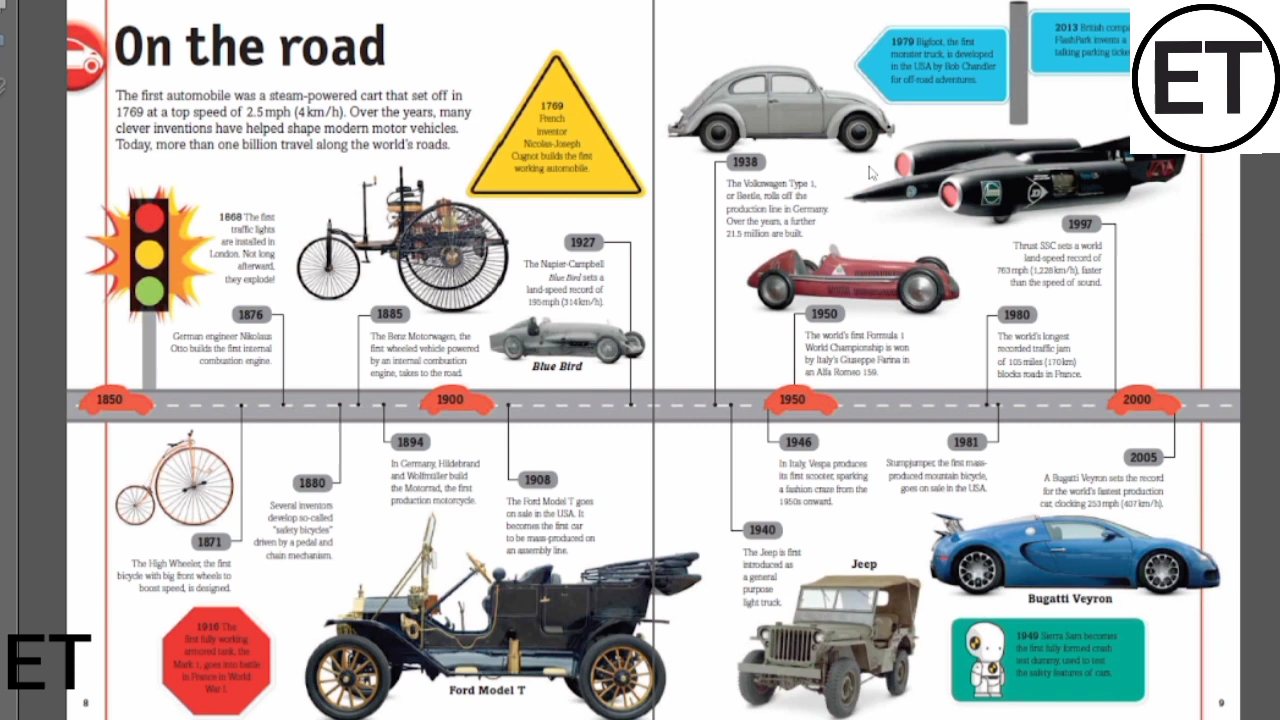 On the road
The first automobile was a steam-powered cart that set off in
1769 at a top speed of 2.5 mph (4 km/h). Over the years, many
clever inventions have helped shape modern motor vehicles.
Today, more than one billion travel along the world's roads.
1769
French
inventor
Nicolas-Joseph
Cugnot builds the first
working automobile.
1868 The first
traffic lights
are installed in
London. Not long
afterward,
they explode!
1876
German engineer Nikolaus
Otto builds the first internal
combustion engine.
1885
The Benz Motorwagen, the
first wheeled vehicle powered
by an internal combustion
engine, takes to the road.
1927
The Napier-Campbell
Blue Bird sets a
land-speed record of
195 mph (314 km/h).
Blue Bird
1850
1900
1871
The High Wheeler, the first
bicycle with big front wheels to
boost speed, is designed.
1880
Several inventors
develop so-called
"safety bicycles"
driven by a pedal and
chain mechanism.
1894
In Germany, Hildebrand
and Wolfmüller build
the Motorrad, the first
production motorcycle.
1908
The Ford Model T goes
on sale in the USA. It
becomes the first car
to be mass-produced on
an assembly line.
1916 The
first fully working
armored tank, the
Mark 1, goes into battle
in France in World
War I.
Ford Model T
ET
8
1979 Bigfoot, the first
monster truck, is developed
in the USA by Bob Chandler
for off-road adventures.
2013 British
FlashPark invents a
talking parking
ET
1938
The Volkswagen Type 1,
or Beetle, rolls off the
production line in Germany.
Over the years, a further
21.5 million are built.
1997
Thrust SSC sets a world
land-speed record of
763 mph (1,228 km/h), faster
than the speed of sound.
1950
The world's first Formula 1
World Championship is won
by Italy's Giuseppe Farina in
an Alfa Romeo 159.
1980
The world's longest
recorded traffic jam
of 105 miles (170 km)
blocks roads in France.
1950
2000
1940
The Jeep is first
introduced as
a general
purpose
light truck.
1946
In Italy, Vespa produces
its first scooter, sparking
a fashion craze from the
1950s onward.
1981
Stumpjumper, the first mass-
produced mountain bicycle,
goes on sale in the USA.
2005
A Bugatti Veyron sets the record
for the world's fastest production
car, clocking 253 mph (407 km/h).
Jeep
Bugatti Veyron
1949 Sierra Sam becomes
the first fully formed crash
test dummy, used to test
the safety features of cars.
9